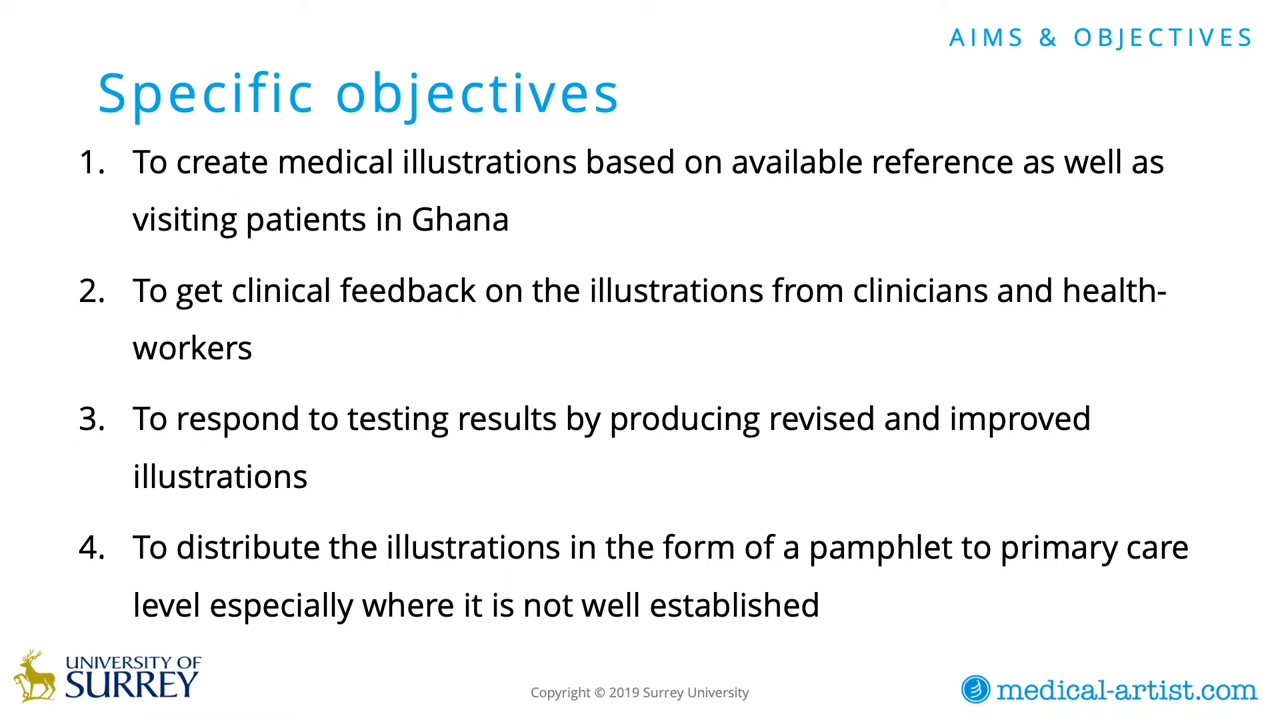 AIMS & OBJECTIVES
Specific objectives
1. To create medical illustrations based on available reference as well as
visiting patients in Ghana
2. To get clinical feedback on the illustrations from clinicians and health-
workers
3. To respond to testing results by producing revised and improved
illustrations
4. To distribute the illustrations in the form of a pamphlet to primary care
level especially where it is not well established
UNIVERSITY OF
SURREY
Copyright © 2019 Surrey University
medical-artist.com